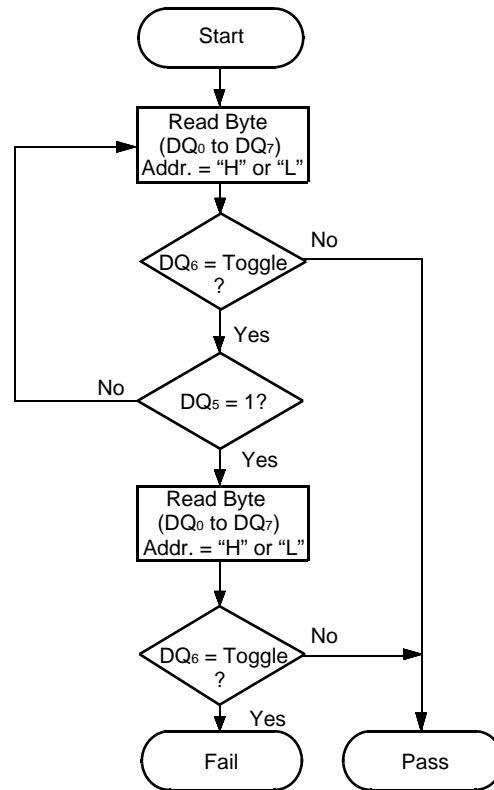 Start
Read Byte
(DQ0 to DQ7)
Addr. = “H” or “L”
No
DQ6 = Toggle
?
Yes
No
DQ5 = 1?
Yes
Read Byte
(DQ0 to DQ7)
Addr. = “H” or “L”
No
DQ6 = Toggle
?
Yes
Fail
Pass